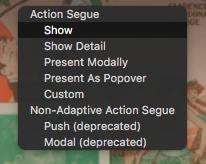 Action Segue
Show
Show Detail
Present Modally
Present As Popover
Custom
Non-Adaptive Action Segue
Push (deprecated)
Modal (deprecated)